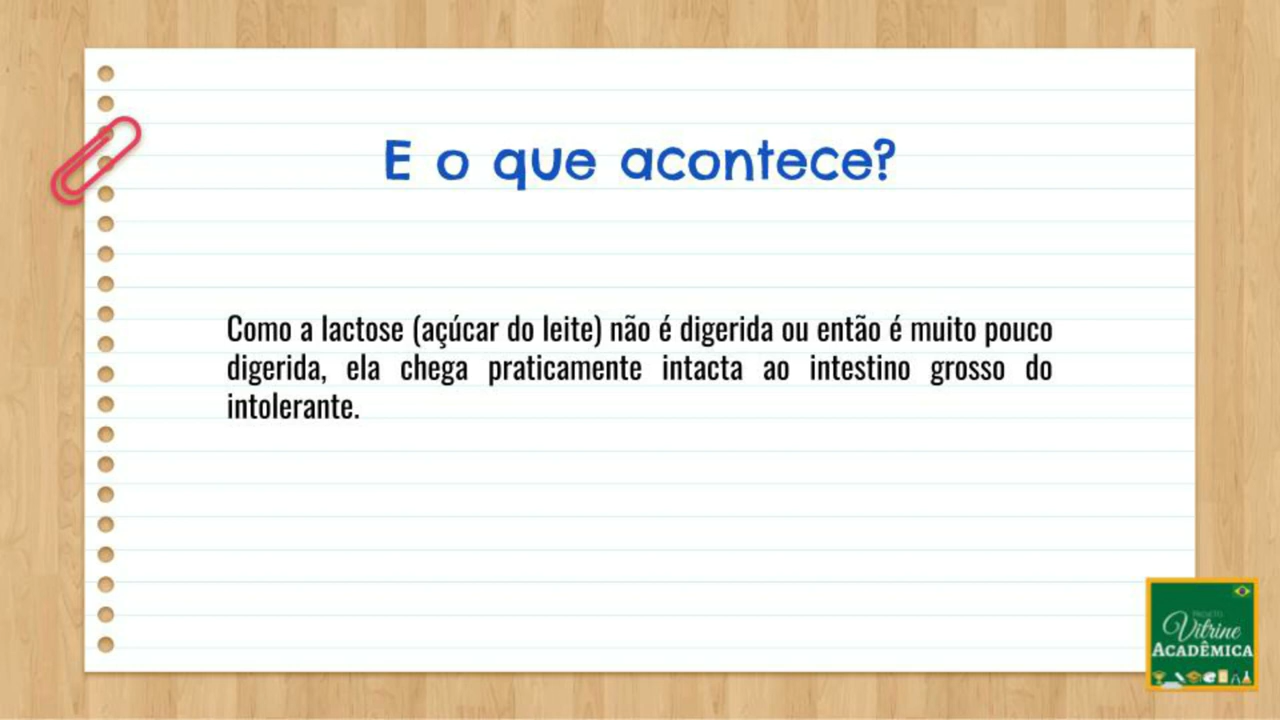 E o que acontece?
Como a lactose (açúcar do leite) não é digerida ou então é muito pouco
digerida, ela chega praticamente intacta ao intestino grosso do
intolerante.
PROJETO
Vitrine
ACADÊMICA